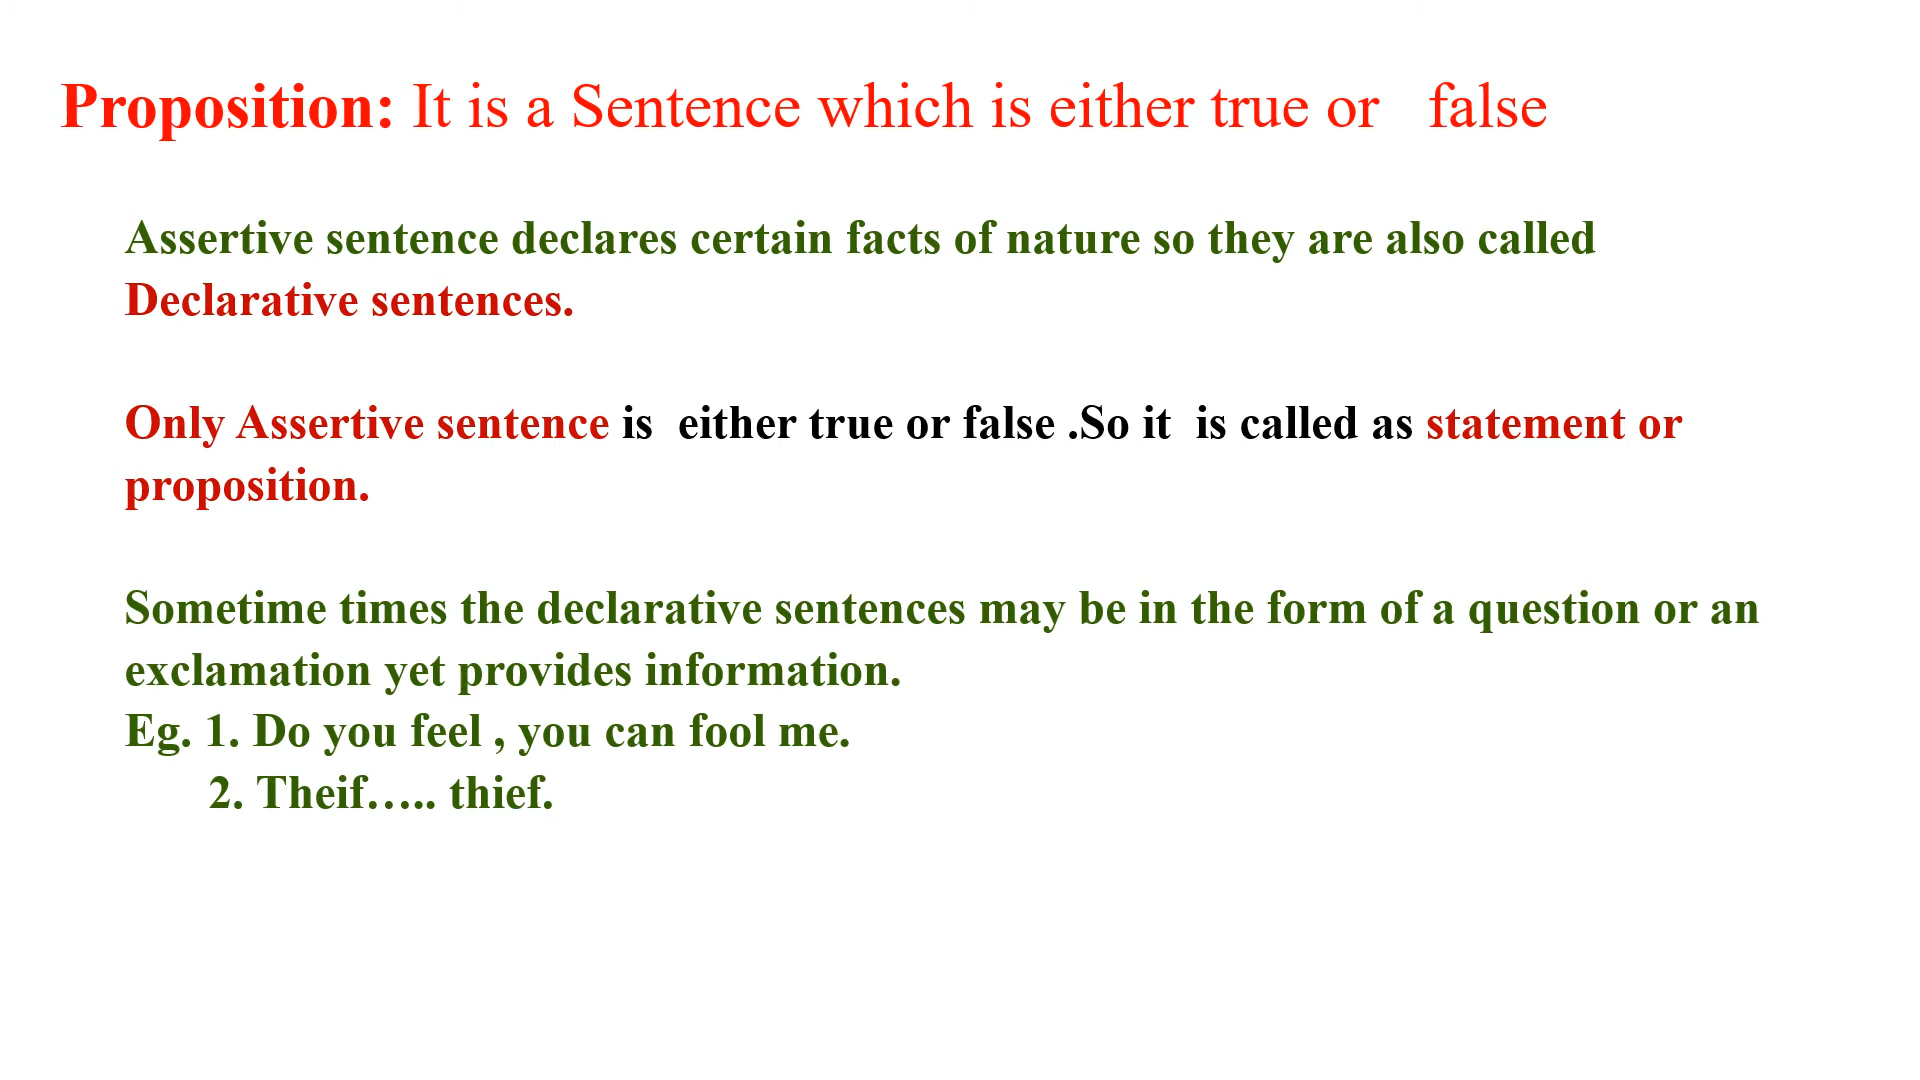 Proposition: It is a Sentence which is either true or false
Assertive sentence declares certain facts of nature so they are also called
Declarative sentences.
Only Assertive sentence is either true or false .So it is called as statement or
proposition.
Sometime times the declarative sentences may be in the form of a question or an
exclamation yet provides information.
Eg. 1. Do you feel , you can fool me.
2. Theif….. thief.